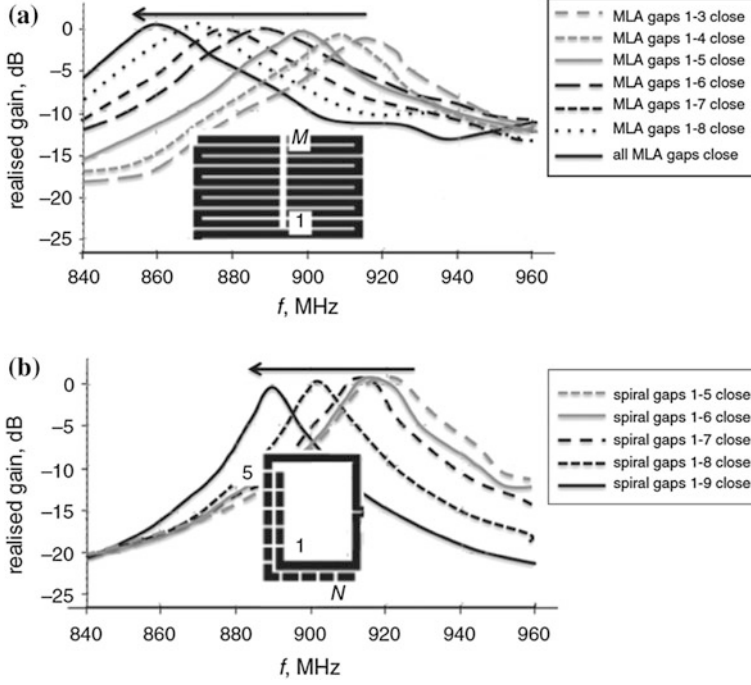 (a)
realised gain, dB
0
–5
–10
–15
–20
–25
M
1
840 860 880 900 920 940 960
f, MHz
MLA gaps 1-3 close
MLA gaps 1-4 close
MLA gaps 1-5 close
MLA gaps 1-6 close
MLA gaps 1-7 close
MLA gaps 1-8 close
all MLA gaps close
(b)
realised gain, dB
0
–5
–10
–15
–20
–25
5
1
N
840 860 880 900 920 940 960
f, MHz
spiral gaps 1-5 close
spiral gaps 1-6 close
spiral gaps 1-7 close
spiral gaps 1-8 close
spiral gaps 1-9 close